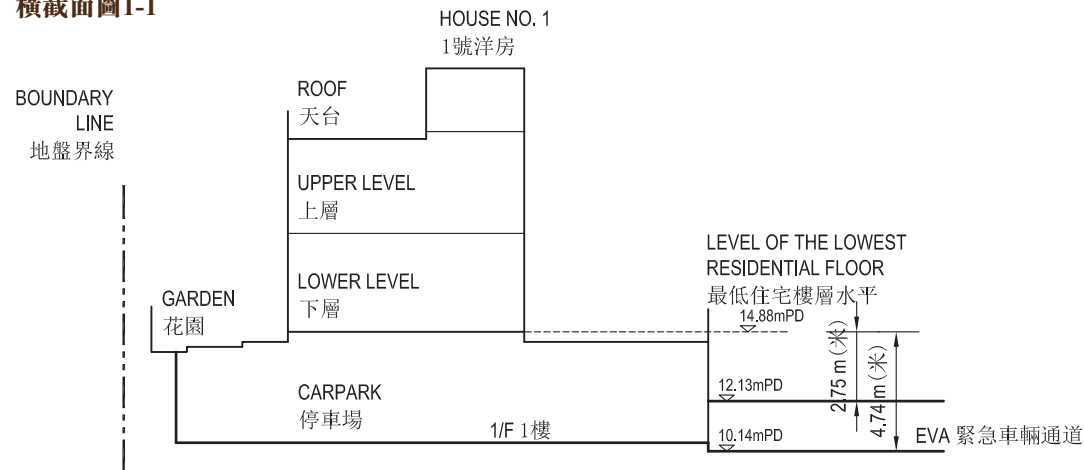 橫截面圖1-1
HOUSE NO. 1
1號洋房
BOUNDARY
LINE
地盤界線
ROOF
天台
UPPER LEVEL
上層
LOWER LEVEL
下層
GARDEN
花園
LEVEL OF THE LOWEST
RESIDENTIAL FLOOR
最低住宅樓層水平
14.88mPD
2.75 m (米)
4.74 m (米)
12.13mPD
CARPARK
停車場
1/F 1樓
10.14mPD
EVA 緊急車輛通道